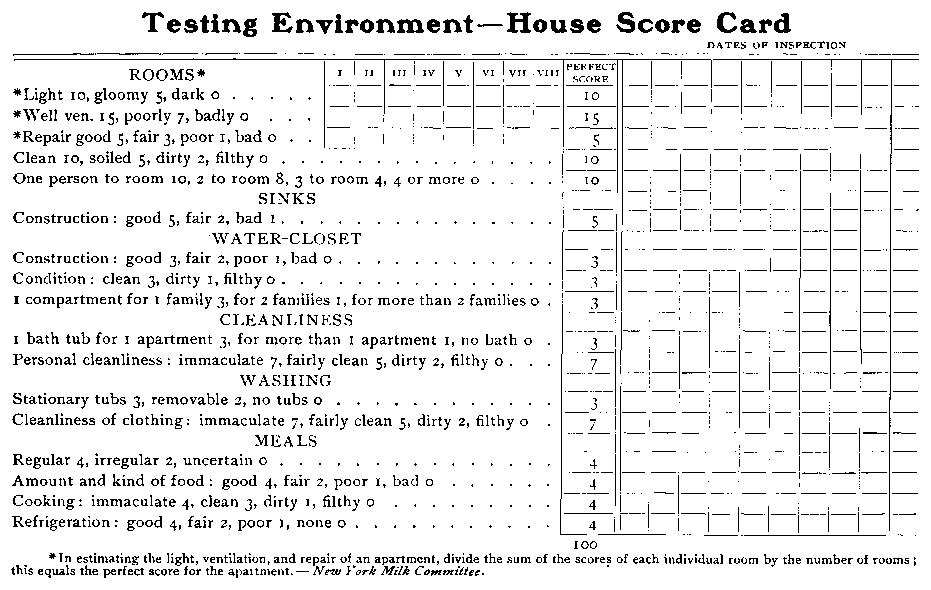 Testing Environment—House Score Card
DATES OF INSPECTION
ROOMS* I II III IV V VI VII VIII PERFECT SCORE
*Light 10, gloomy 5, dark 0 . . . . . 10
*Well ven. 15, poorly 7, badly 0 . . . 15
*Repair good 5, fair 3, poor 1, bad 0 . . 5
Clean 10, soiled 5, dirty 2, filthy 0 . . . . . . . . . . . . . . 10
One person to room 10, 2 to room 8, 3 to room 4, 4 or more 0 . . . . 10
SINKS
Construction: good 5, fair 2, bad 1 . . . . . . . . . . . . . . 5
WATER-CLOSET
Construction: good 3, fair 2, poor 1, bad 0 . . . . . . . . . . . 3
Condition: clean 3, dirty 1, filthy 0 . . . . . . . . . . . . . . 3
1 compartment for 1 family 3, for 2 families 1, for more than 2 families 0 . 3
CLEANLINESS
1 bath tub for 1 apartment 3, for more than 1 apartment 1, no bath 0 . 3
Personal cleanliness: immaculate 7, fairly clean 5, dirty 2, filthy 0 . . . 7
WASHING
Stationary tubs 3, removable 2, no tubs 0 . . . . . . . . . . . 3
Cleanliness of clothing: immaculate 7, fairly clean 5, dirty 2, filthy 0 . 7
MEALS
Regular 4, irregular 2, uncertain 0 . . . . . . . . . . . . . . 4
Amount and kind of food: good 4, fair 2, poor 1, bad 0 . . . . . . 4
Cooking: immaculate 4, clean 3, dirty 1, filthy 0 . . . . . . . . 4
Refrigeration: good 4, fair 2, poor 1, none 0 . . . . . . . . . . 4
100
*In estimating the light, ventilation, and repair of an apartment, divide the sum of the scores of each individual room by the number of rooms;
this equals the perfect score for the apartment.—New York Milk Committee.